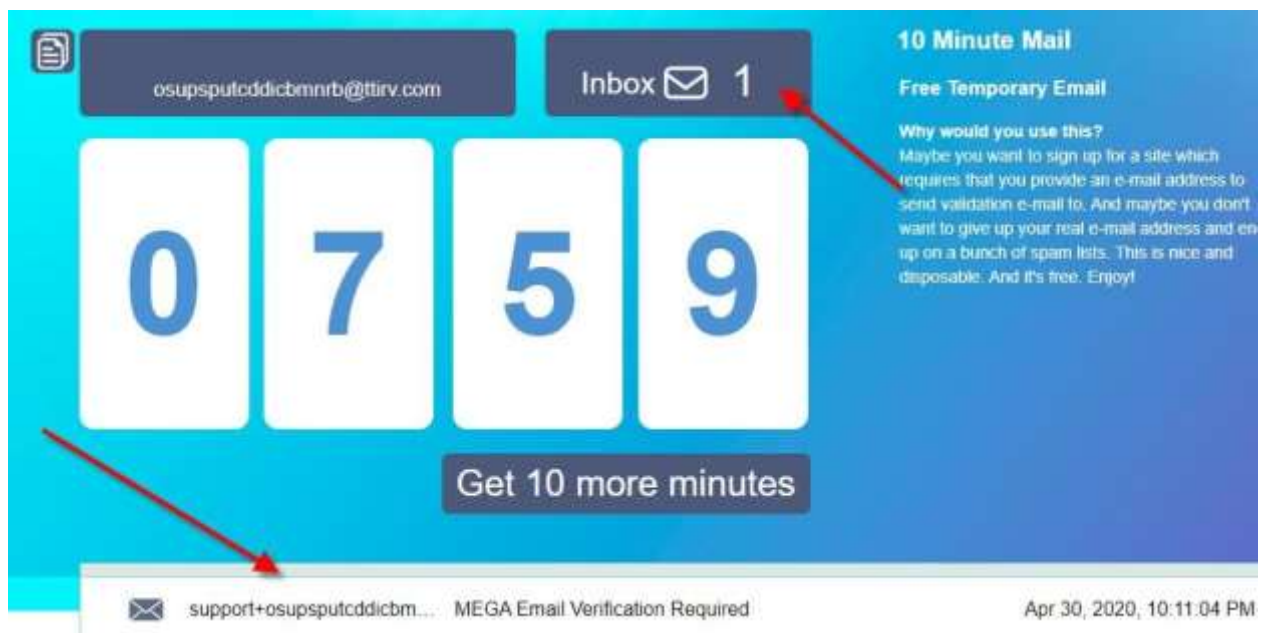 osupsputcddicbmnrb@ttirv.com
Inbox 1
0 7 5 9
Get 10 more minutes
10 Minute Mail
Free Temporary Email
Why would you use this?
Maybe you want to sign up for a site which
requires that you provide an e-mail address to
send validation e-mail to. And maybe you don't
want to give up your real e-mail address and en
up on a bunch of spam lists. This is nice and
disposable. And it's free. Enjoy!
support+osupsputcddicbm... MEGA Email Verification Required Apr 30, 2020, 10:11:04 PM